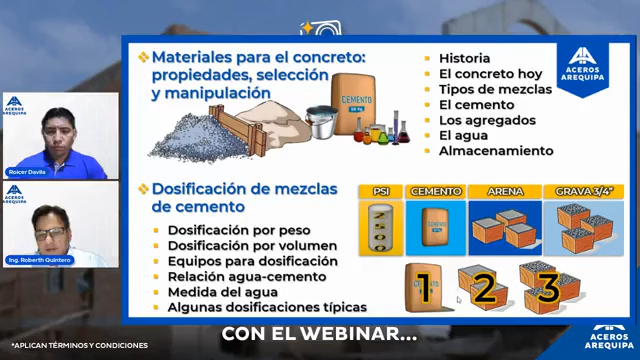 Materiales para el concreto:
propiedades, selección
y manipulación
CEMENTO
Historia
El concreto hoy
Tipos de mezclas
El cemento
Los agregados
El agua
Almacenamiento
ACEROS
AREQUIPA
ACEROS
AREQUIPA
Roicer Davila
ACEROS
AREQUIPA
Ing. Roberth Quintero
Dosificación de mezclas
de cemento
Dosificación por peso
Dosificación por volumen
Equipos para dosificación
Relación agua-cemento
Medida del agua
Algunas dosificaciones típicas
PSI
CEMENTO
ARENA
GRAVA 3/4"
2500
1
2
3
CON EL WEBINAR...
*APLICAN TÉRMINOS Y CONDICIONES
ACEROS
AREQUIPA